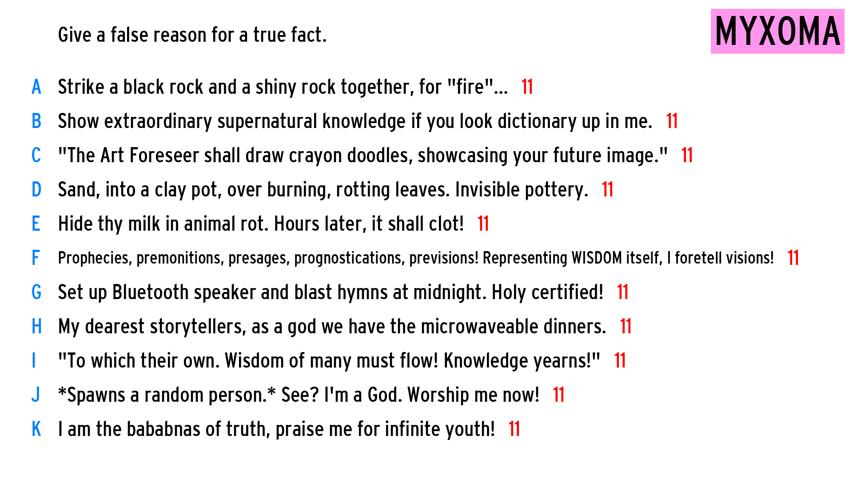 Give a false reason for a true fact.
MYXOMA
A Strike a black rock and a shiny rock together, for "fire"... 11
B Show extraordinary supernatural knowledge if you look dictionary up in me. 11
C "The Art Foreseer shall draw crayon doodles, showcasing your future image." 11
D Sand, into a clay pot, over burning, rotting leaves. Invisible pottery. 11
E Hide thy milk in animal rot. Hours later, it shall clot! 11
F Prophecies, premonitions, presages, prognostications, previsions! Representing WISDOM itself, I foretell visions! 11
G Set up Bluetooth speaker and blast hymns at midnight. Holy certified! 11
H My dearest storytellers, as a god we have the microwaveable dinners. 11
I "To which their own. Wisdom of many must flow! Knowledge yearns!" 11
J *Spawns a random person.* See? I'm a God. Worship me now! 11
K I am the bababnas of truth, praise me for infinite youth! 11